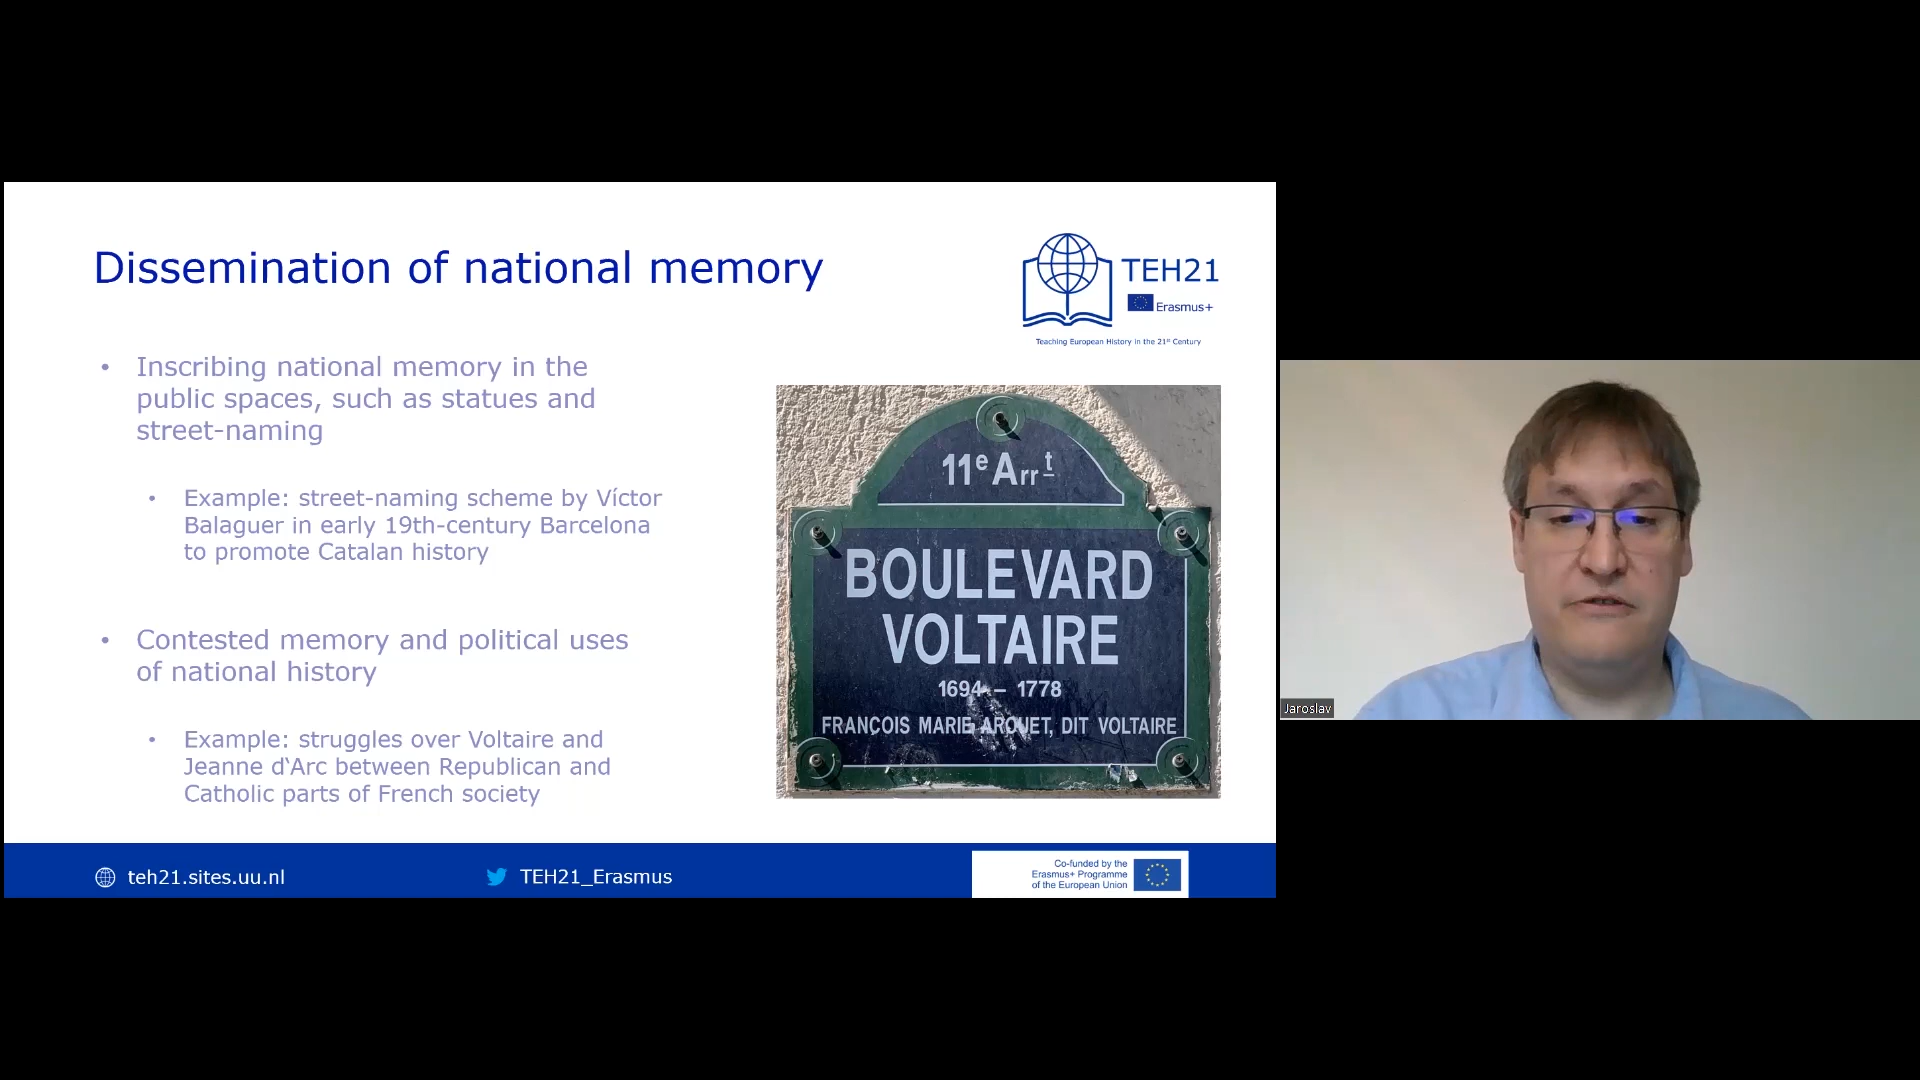 Dissemination of national memory
TEH21
Erasmus+
Teaching European History in the 21st Century
• Inscribing national memory in the
public spaces, such as statues and
street-naming
• Example: street-naming scheme by Víctor
Balaguer in early 19th-century Barcelona
to promote Catalan history
• Contested memory and political uses
of national history
• Example: struggles over Voltaire and
Jeanne d‘Arc between Republican and
Catholic parts of French society
11e Arrt
BOULEVARD
VOLTAIRE
1694 – 1778
FRANÇOIS MARIE AROUET, DIT VOLTAIRE
teh21.sites.uu.nl
TEH21_Erasmus
Co-funded by the
Erasmus+ Programme
of the European Union
Jaroslav